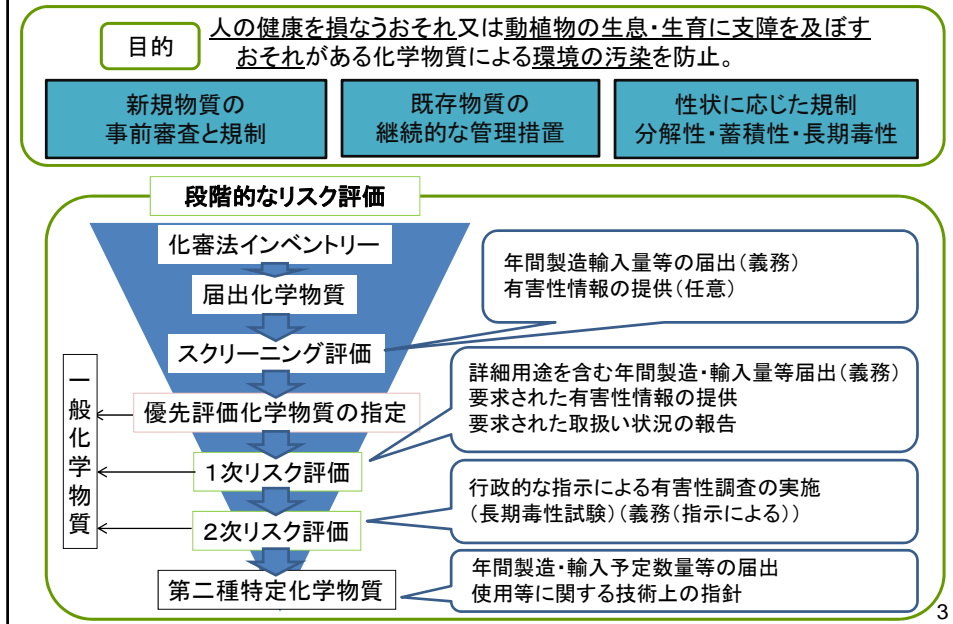 目的
人の健康を損なうおそれ又は動植物の生息・生育に支障を及ぼす
おそれがある化学物質による環境の汚染を防止。
新規物質の
事前審査と規制
既存物質の
継続的な管理措置
性状に応じた規制
分解性・蓄積性・長期毒性
段階的なリスク評価
化審法インベントリー
届出化学物質
スクリーニング評価
優先評価化学物質の指定
1次リスク評価
2次リスク評価
第二種特定化学物質
一般化学物質
年間製造輸入量等の届出(義務)
有害性情報の提供(任意)
詳細用途を含む年間製造・輸入量等届出(義務)
要求された有害性情報の提供
要求された取扱い状況の報告
行政的な指示による有害性調査の実施
(長期毒性試験)(義務(指示による))
年間製造・輸入予定数量等の届出
使用等に関する技術上の指針
3